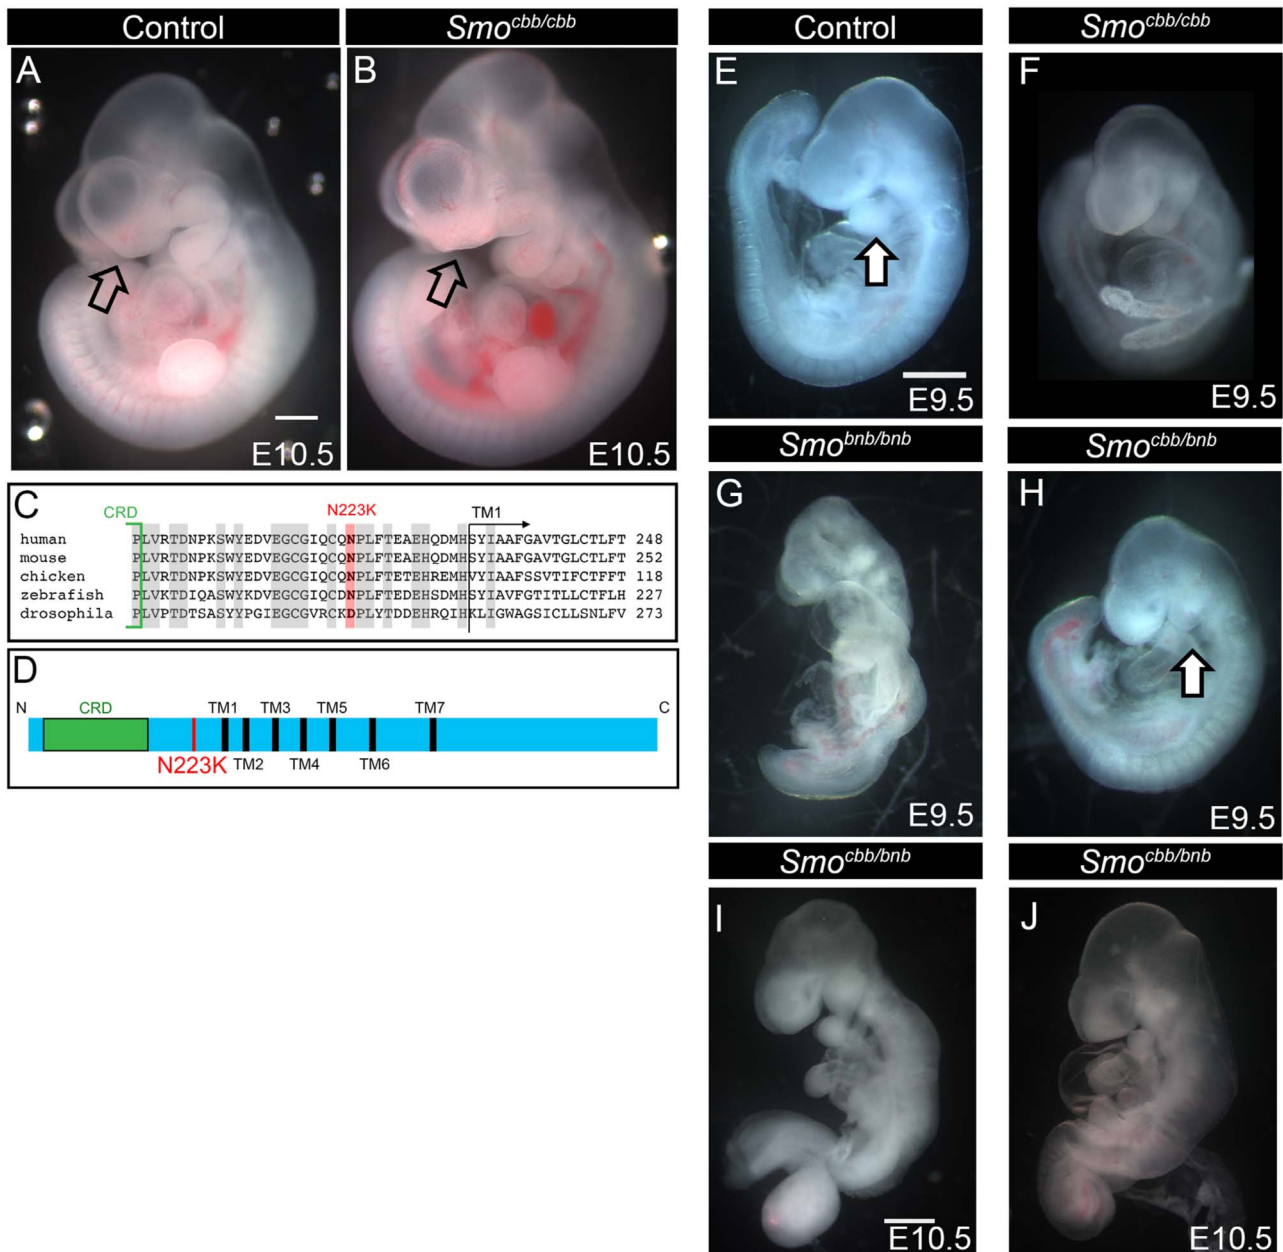 Control
Smo^cbb/cbb
A
E10.5
B
E10.5
C
CRD
N223K
TM1
human PLVRTDNPKSWYEDVEGCGIQCQNPLFTEAEHQDMHSYIAAFGAVTGLCTLFT 248
mouse PLVRTDNPKSWYEDVEGCGIQCQNPLFTEAEHQDMHSYIAAFGAVTGLCTLFT 252
chicken PLVRTDNPKSWYEDVEGCGIQCQNPLFTETEHREMHVYIAAFSSVTIFCTFFT 118
zebrafish PLVKTDIQASWYKDVEGCGIQCDNPLFTEDEHSDMHSYIAVFGTITLLCTFLH 227
drosophila PLVPTDTSASYYPGIEGCGVRCKDPLYTDDEHRQIHKLIGWAGSICLLSNLFV 273
D
N
CRD
TM1
TM3
TM5
TM7
C
N223K
TM2
TM4
TM6
Control
Smo^cbb/cbb
E
E9.5
F
E9.5
Smo^bnb/bnb
Smo^cbb/bnb
G
E9.5
H
E9.5
Smo^cbb/bnb
Smo^cbb/bnb
I
E10.5
J
E10.5